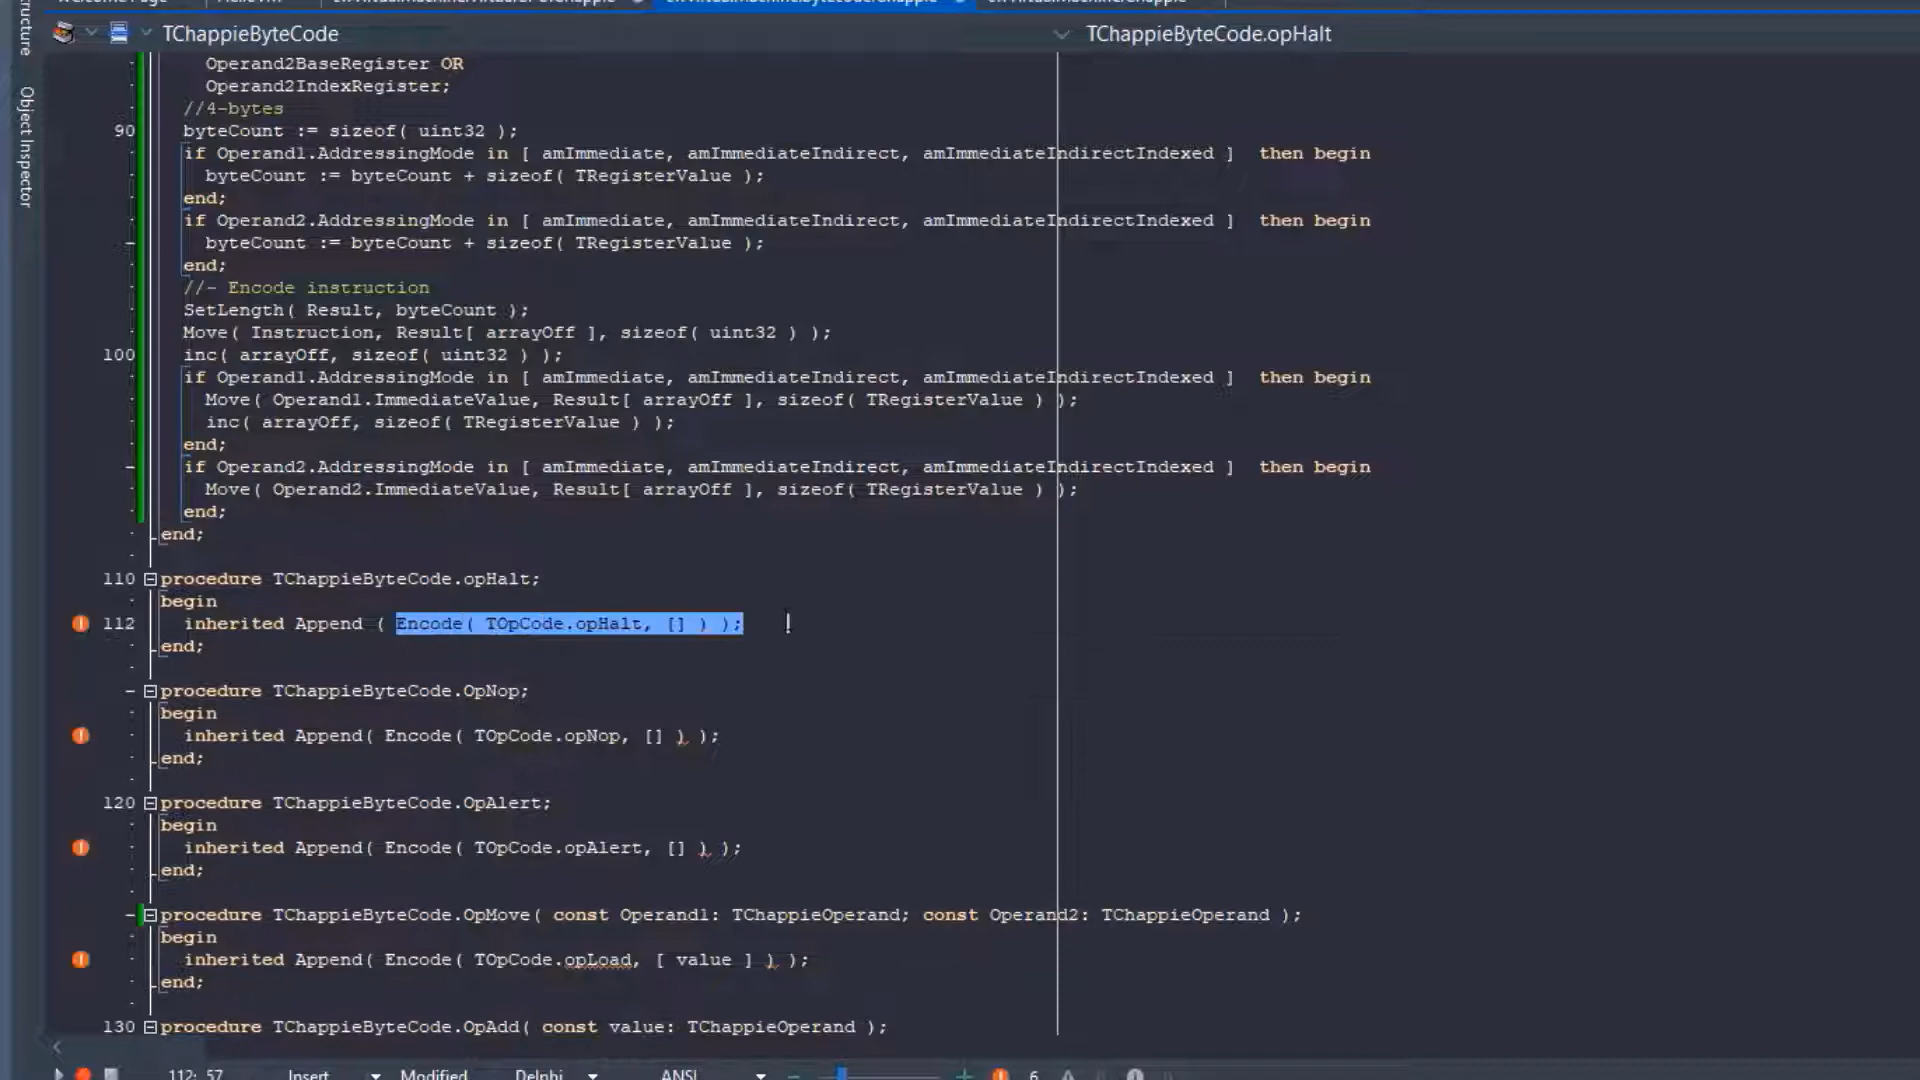 TChappieByteCode
TChappieByteCode.opHalt
Object Inspector
Operand2BaseRegister OR
Operand2IndexRegister;
//4-bytes
90 byteCount := sizeof( uint32 );
if Operand1.AddressingMode in [ amImmediate, amImmediateIndirect, amImmediateIndirectIndexed ]  then begin
byteCount := byteCount + sizeof( TRegisterValue );
end;
if Operand2.AddressingMode in [ amImmediate, amImmediateIndirect, amImmediateIndirectIndexed ]  then begin
byteCount := byteCount + sizeof( TRegisterValue );
end;
//- Encode instruction
SetLength( Result, byteCount );
Move( Instruction, Result[ arrayOff ], sizeof( uint32 ) );
100 inc( arrayOff, sizeof( uint32 ) );
if Operand1.AddressingMode in [ amImmediate, amImmediateIndirect, amImmediateIndirectIndexed ]  then begin
Move( Operand1.ImmediateValue, Result[ arrayOff ], sizeof( TRegisterValue ) );
inc( arrayOff, sizeof( TRegisterValue ) );
end;
if Operand2.AddressingMode in [ amImmediate, amImmediateIndirect, amImmediateIndirectIndexed ]  then begin
Move( Operand2.ImmediateValue, Result[ arrayOff ], sizeof( TRegisterValue ) );
end;
end;
110 procedure TChappieByteCode.opHalt;
begin
112 inherited Append ( Encode( TOpCode.opHalt, [] ) );
end;
procedure TChappieByteCode.OpNop;
begin
inherited Append( Encode( TOpCode.opNop, [] ) );
end;
120 procedure TChappieByteCode.OpAlert;
begin
inherited Append( Encode( TOpCode.opAlert, [] ) );
end;
procedure TChappieByteCode.OpMove( const Operand1: TChappieOperand; const Operand2: TChappieOperand );
begin
inherited Append( Encode( TOpCode.opLoad, [ value ] ) );
end;
130 procedure TChappieByteCode.OpAdd( const value: TChappieOperand );
112: 57 Insert Modified Delphi ANSI 6